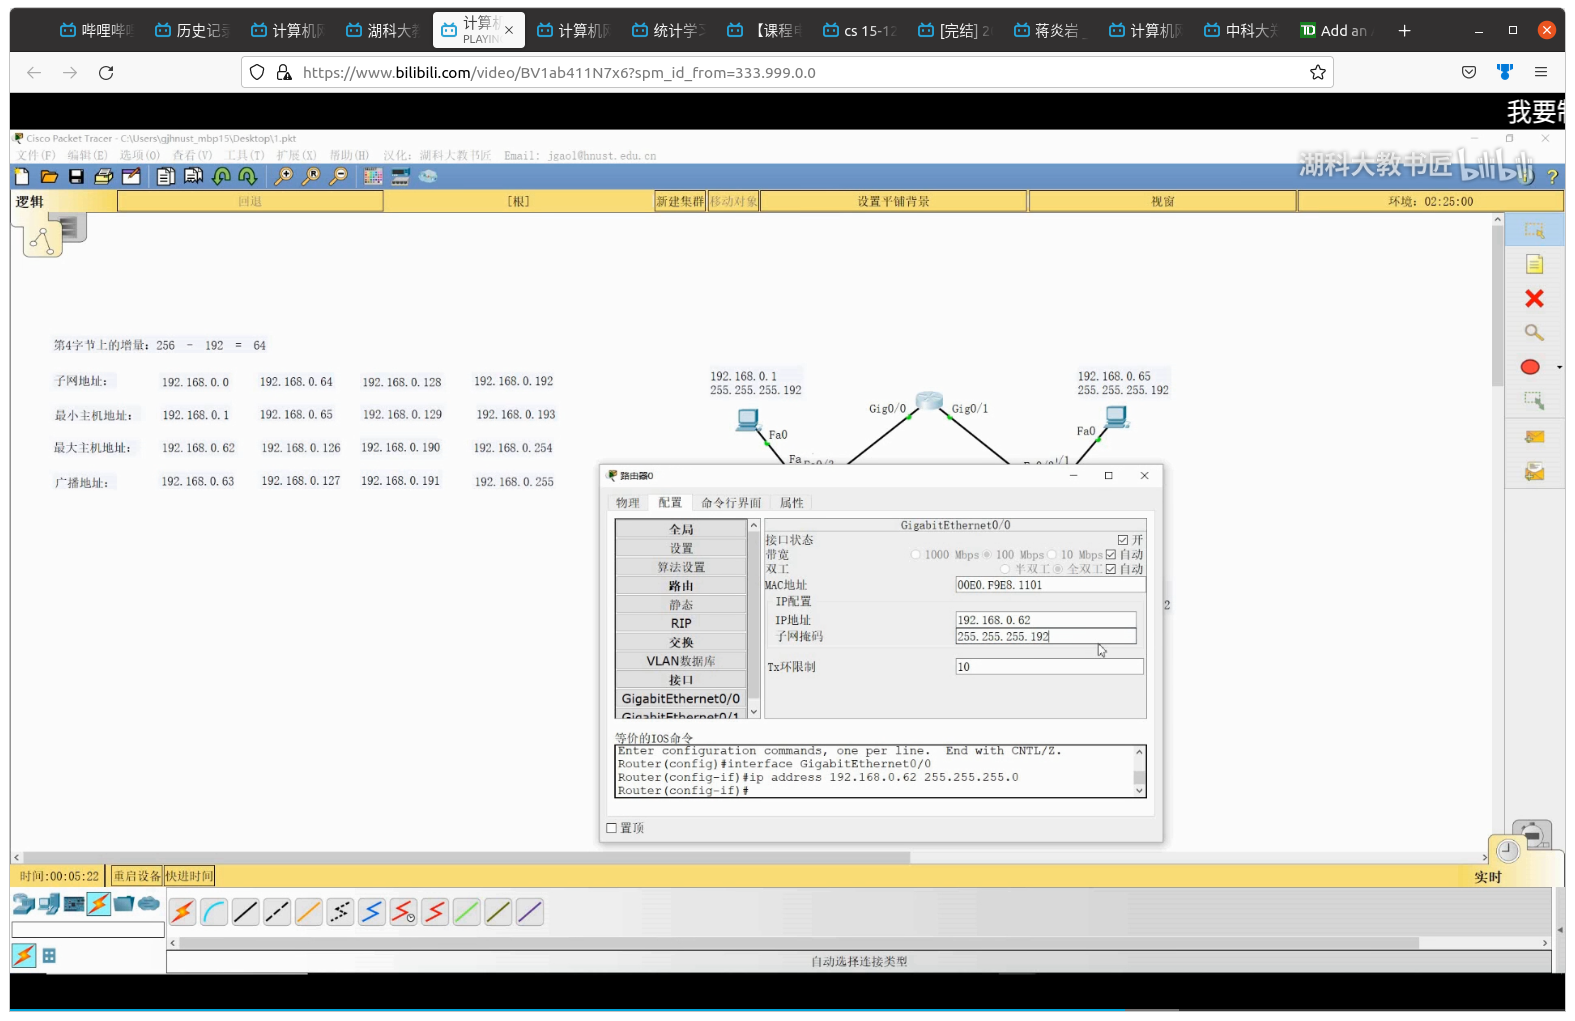 哔哩哔哩
历史记录
计算机网
湖科大教
计算机
PLAYIN
计算机网
统计学习
【课程
cs 15-12
[完结] 2
蒋炎岩
计算机网
中科大
Add an
https://www.bilibili.com/video/BV1ab411N7x6?spm_id_from=333.999.0.0
我要制
Cisco Packet Tracer - C:\Users\gjhnust_mbp15\Desktop\1.pkt
文件(F) 编辑(E) 选项(O) 查看(V) 工具(T) 扩展(X) 帮助(H) 汉化: 湖科大教书匠 Email: jgaol@hnust.edu.cn
湖科大教书匠 bilibili
逻辑 回退 [根] 新建集群 移动对象 设置平铺背景 视窗 环境: 02:25:00
第4字节上的增量: 256 - 192 = 64
子网地址: 192.168.0.0 192.168.0.64 192.168.0.128 192.168.0.192
最小主机地址: 192.168.0.1 192.168.0.65 192.168.0.129 192.168.0.193
最大主机地址: 192.168.0.62 192.168.0.126 192.168.0.190 192.168.0.254
广播地址: 192.168.0.63 192.168.0.127 192.168.0.191 192.168.0.255
192.168.0.1
255.255.255.192
192.168.0.65
255.255.255.192
Gig0/0 Gig0/1
Fa0
Fa0
路由器0
物理 配置 命令行界面 属性
全局
设置
算法设置
路由
静态
RIP
交换
VLAN数据库
接口
GigabitEthernet0/0
GigabitEthernet0/1
GigabitEthernet0/0
接口状态 开
带宽 1000 Mbps 100 Mbps 10 Mbps 自动
双工 半双工 全双工 自动
MAC地址 00E0.F9E8.1101
IP配置
IP地址 192.168.0.62
子网掩码 255.255.255.192
Tx环限制 10
2
等价的IOS命令
Enter configuration commands, one per line. End with CNTL/Z.
Router(config)#interface GigabitEthernet0/0
Router(config-if)#ip address 192.168.0.62 255.255.255.0
Router(config-if)#
置顶
时间:00:05:22 重启设备 快进时间
实时
自动选择连接类型